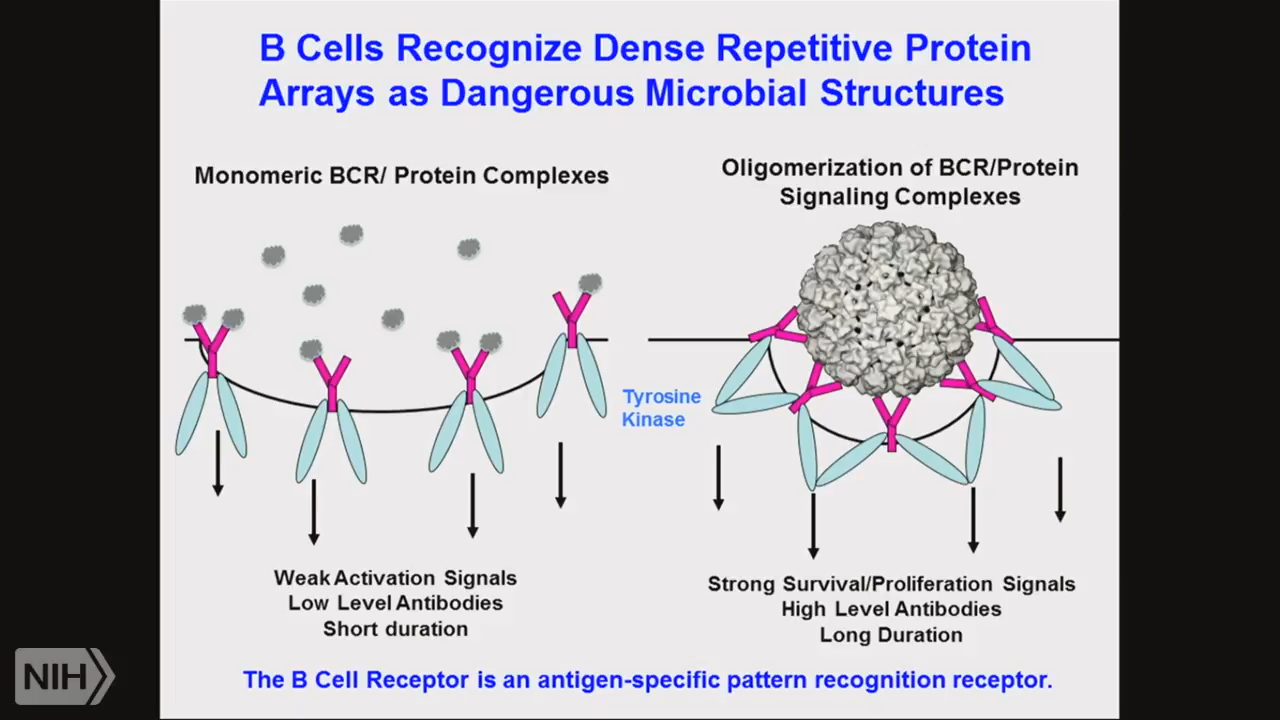 B Cells Recognize Dense Repetitive Protein
Arrays as Dangerous Microbial Structures
Monomeric BCR/ Protein Complexes
Oligomerization of BCR/Protein
Signaling Complexes
Tyrosine
Kinase
Weak Activation Signals
Low Level Antibodies
Short duration
Strong Survival/Proliferation Signals
High Level Antibodies
Long Duration
The B Cell Receptor is an antigen-specific pattern recognition receptor.
NIH